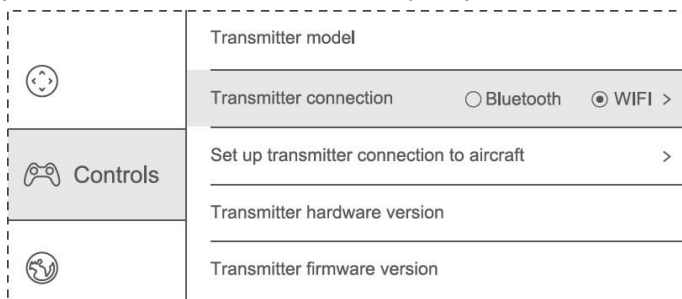 Transmitter model
Transmitter connection Bluetooth WIFI >
Set up transmitter connection to aircraft >
Controls
Transmitter hardware version
Transmitter firmware version